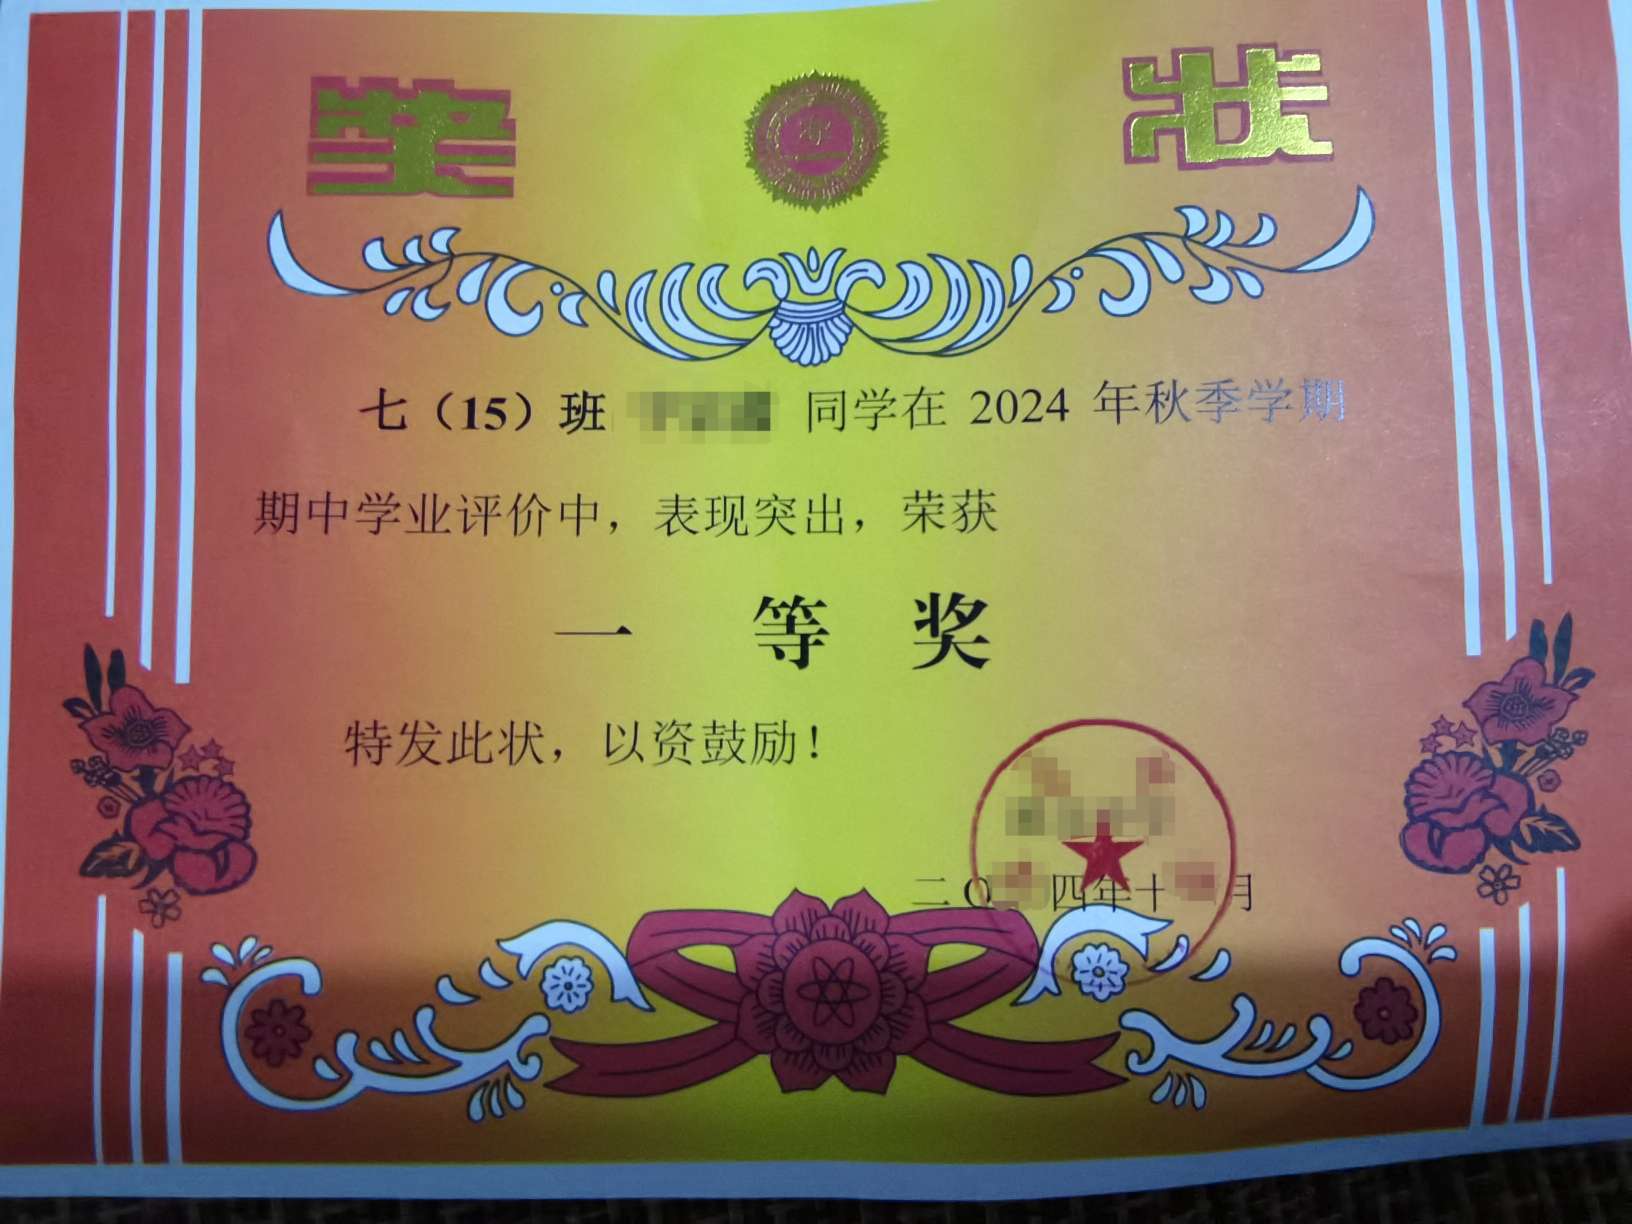 奖状
七（15）班 同学在 2024 年秋季学期
期中学业评价中，表现突出，荣获
一等奖
特发此状，以资鼓励！
二〇 四年十 月